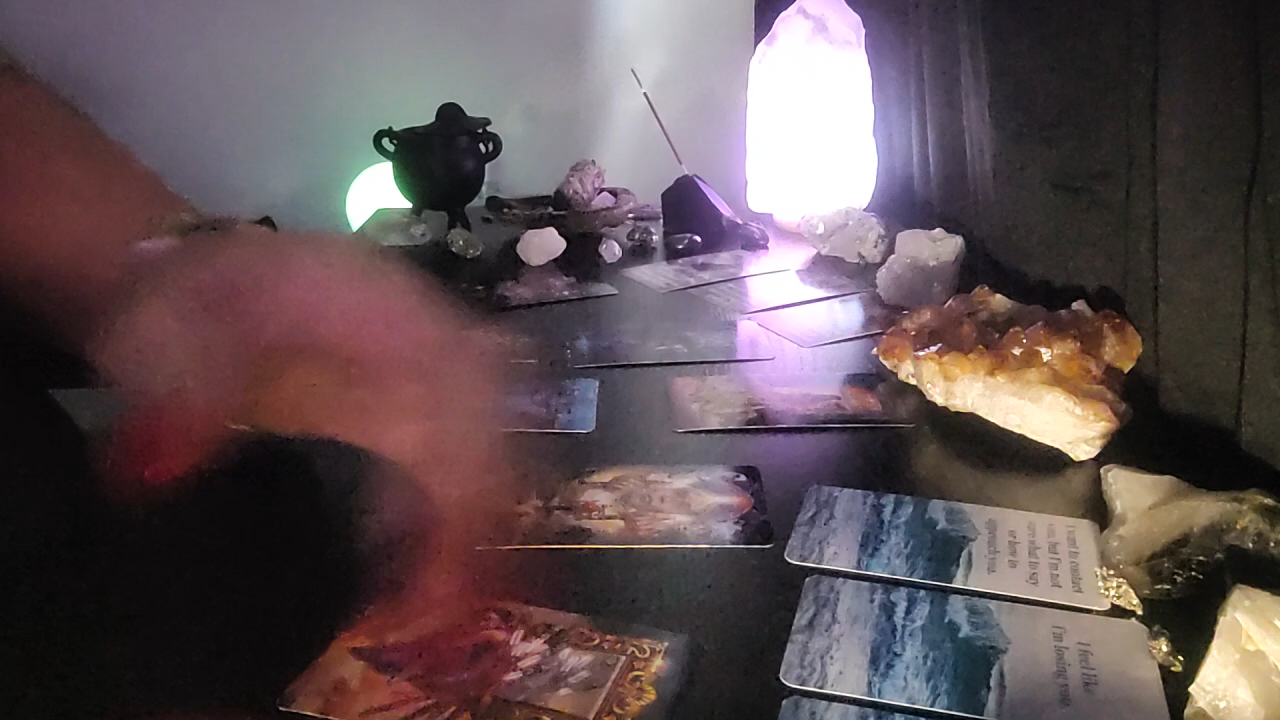 I want to contact
you, but I'm not
sure what to say
or how to
approach you.
I feel like
I'm losing you.